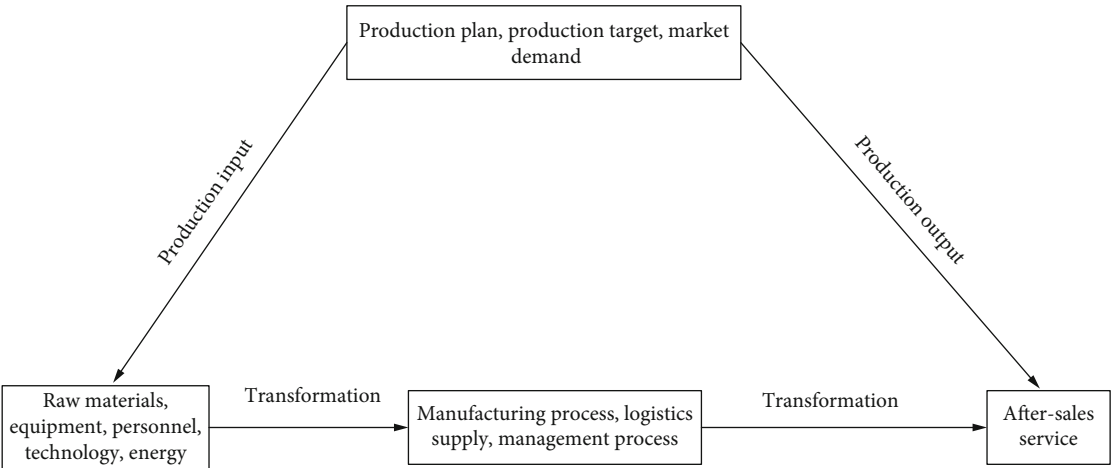 Production plan, production target, market
demand
Production input
Production output
Transformation
Transformation
Raw materials,
equipment, personnel,
technology, energy
Manufacturing process, logistics
supply, management process
After-sales
service